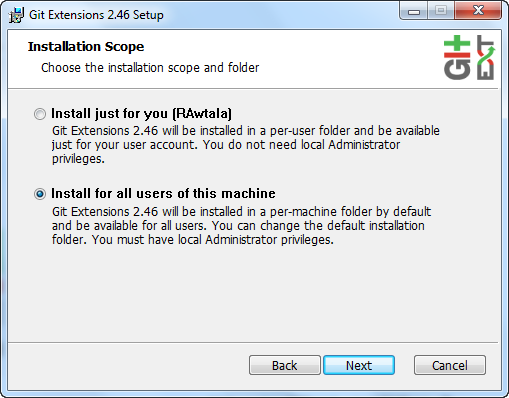 Git Extensions 2.46 Setup
Installation Scope
Choose the installation scope and folder
Git
EXT
Install just for you (RAwtala)
Git Extensions 2.46 will be installed in a per-user folder and be available
just for your user account. You do not need local Administrator
privileges.
Install for all users of this machine
Git Extensions 2.46 will be installed in a per-machine folder by default
and be available for all users. You can change the default installation
folder. You must have local Administrator privileges.
Back
Next
Cancel